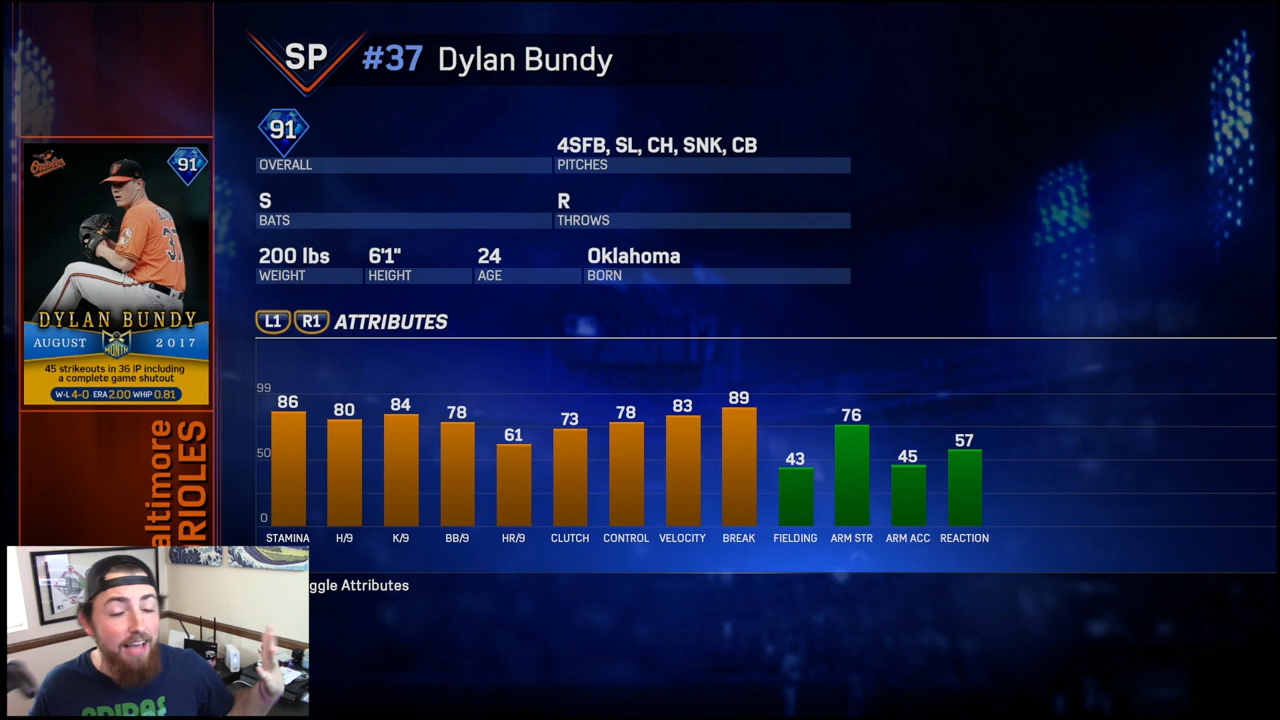 SP #37 Dylan Bundy
91
OVERALL
4SFB, SL, CH, SNK, CB
PITCHES
S
BATS
R
THROWS
200 lbs
WEIGHT
6'1"
HEIGHT
24
AGE
Oklahoma
BORN
L1 R1 ATTRIBUTES
99
50
0
86 80 84 78 61 73 78 83 89 43 76 45 57
STAMINA H/9 K/9 BB/9 HR/9 CLUTCH CONTROL VELOCITY BREAK FIELDING ARM STR ARM ACC REACTION
ggle Attributes
Orioles
91
37
DYLAN BUNDY
AUGUST 2017
MONTH
45 strikeouts in 36 IP including
a complete game shutout
W-L 4-0 ERA 2.00 WHIP 0.81
altimore
RIOLES